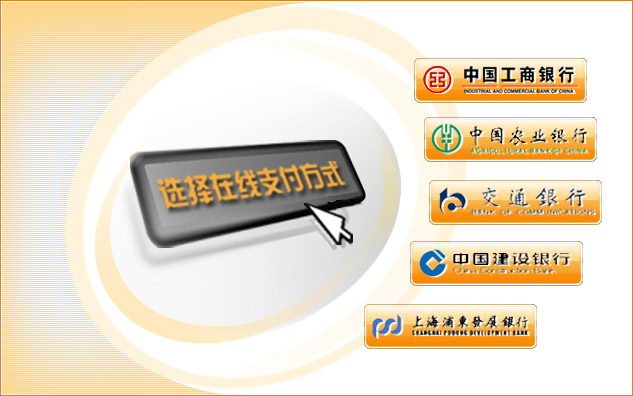 选择在线支付方式
中国工商银行
INDUSTRIAL AND COMMERCIAL BANK OF CHINA
中国农业银行
AGRICULTURAL BANK OF CHINA
交通银行
BANK OF COMMUNICATIONS
中国建设银行
China Construction Bank
上海浦東發展銀行
SHANGHAI PUDONG DEVELOPMENT BANK